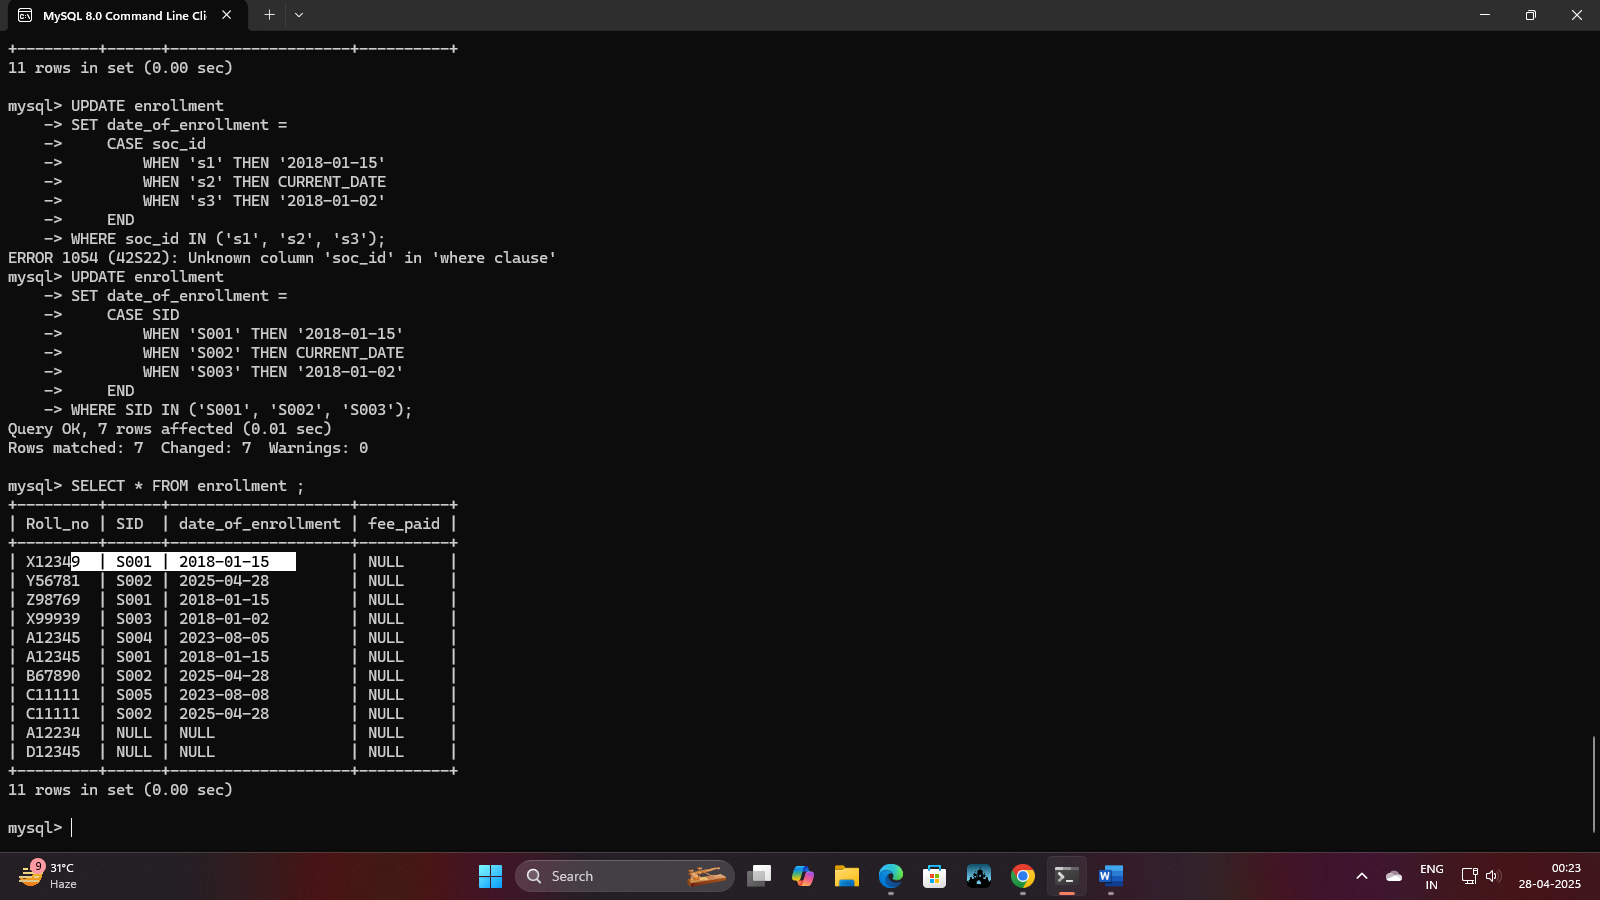 MySQL 8.0 Command Line Cli
+---------+------+--------------------+----------+
11 rows in set (0.00 sec)
mysql> UPDATE enrollment
    -> SET date_of_enrollment =
    ->     CASE soc_id
    ->         WHEN 's1' THEN '2018-01-15'
    ->         WHEN 's2' THEN CURRENT_DATE
    ->         WHEN 's3' THEN '2018-01-02'
    ->     END
    -> WHERE soc_id IN ('s1', 's2', 's3');
ERROR 1054 (42S22): Unknown column 'soc_id' in 'where clause'
mysql> UPDATE enrollment
    -> SET date_of_enrollment =
    ->     CASE SID
    ->         WHEN 'S001' THEN '2018-01-15'
    ->         WHEN 'S002' THEN CURRENT_DATE
    ->         WHEN 'S003' THEN '2018-01-02'
    ->     END
    -> WHERE SID IN ('S001', 'S002', 'S003');
Query OK, 7 rows affected (0.01 sec)
Rows matched: 7  Changed: 7  Warnings: 0
mysql> SELECT * FROM enrollment ;
+---------+------+--------------------+----------+
| Roll_no | SID  | date_of_enrollment | fee_paid |
+---------+------+--------------------+----------+
| X12349  | S001 | 2018-01-15         | NULL     |
| Y56781  | S002 | 2025-04-28         | NULL     |
| Z98769  | S001 | 2018-01-15         | NULL     |
| X99939  | S003 | 2018-01-02         | NULL     |
| A12345  | S004 | 2023-08-05         | NULL     |
| A12345  | S001 | 2018-01-15         | NULL     |
| B67890  | S002 | 2025-04-28         | NULL     |
| C11111  | S005 | 2023-08-08         | NULL     |
| C11111  | S002 | 2025-04-28         | NULL     |
| A12234  | NULL | NULL               | NULL     |
| D12345  | NULL | NULL               | NULL     |
+---------+------+--------------------+----------+
11 rows in set (0.00 sec)
mysql>
9
31°C
Haze
Search
ENG
IN
00:23
28-04-2025